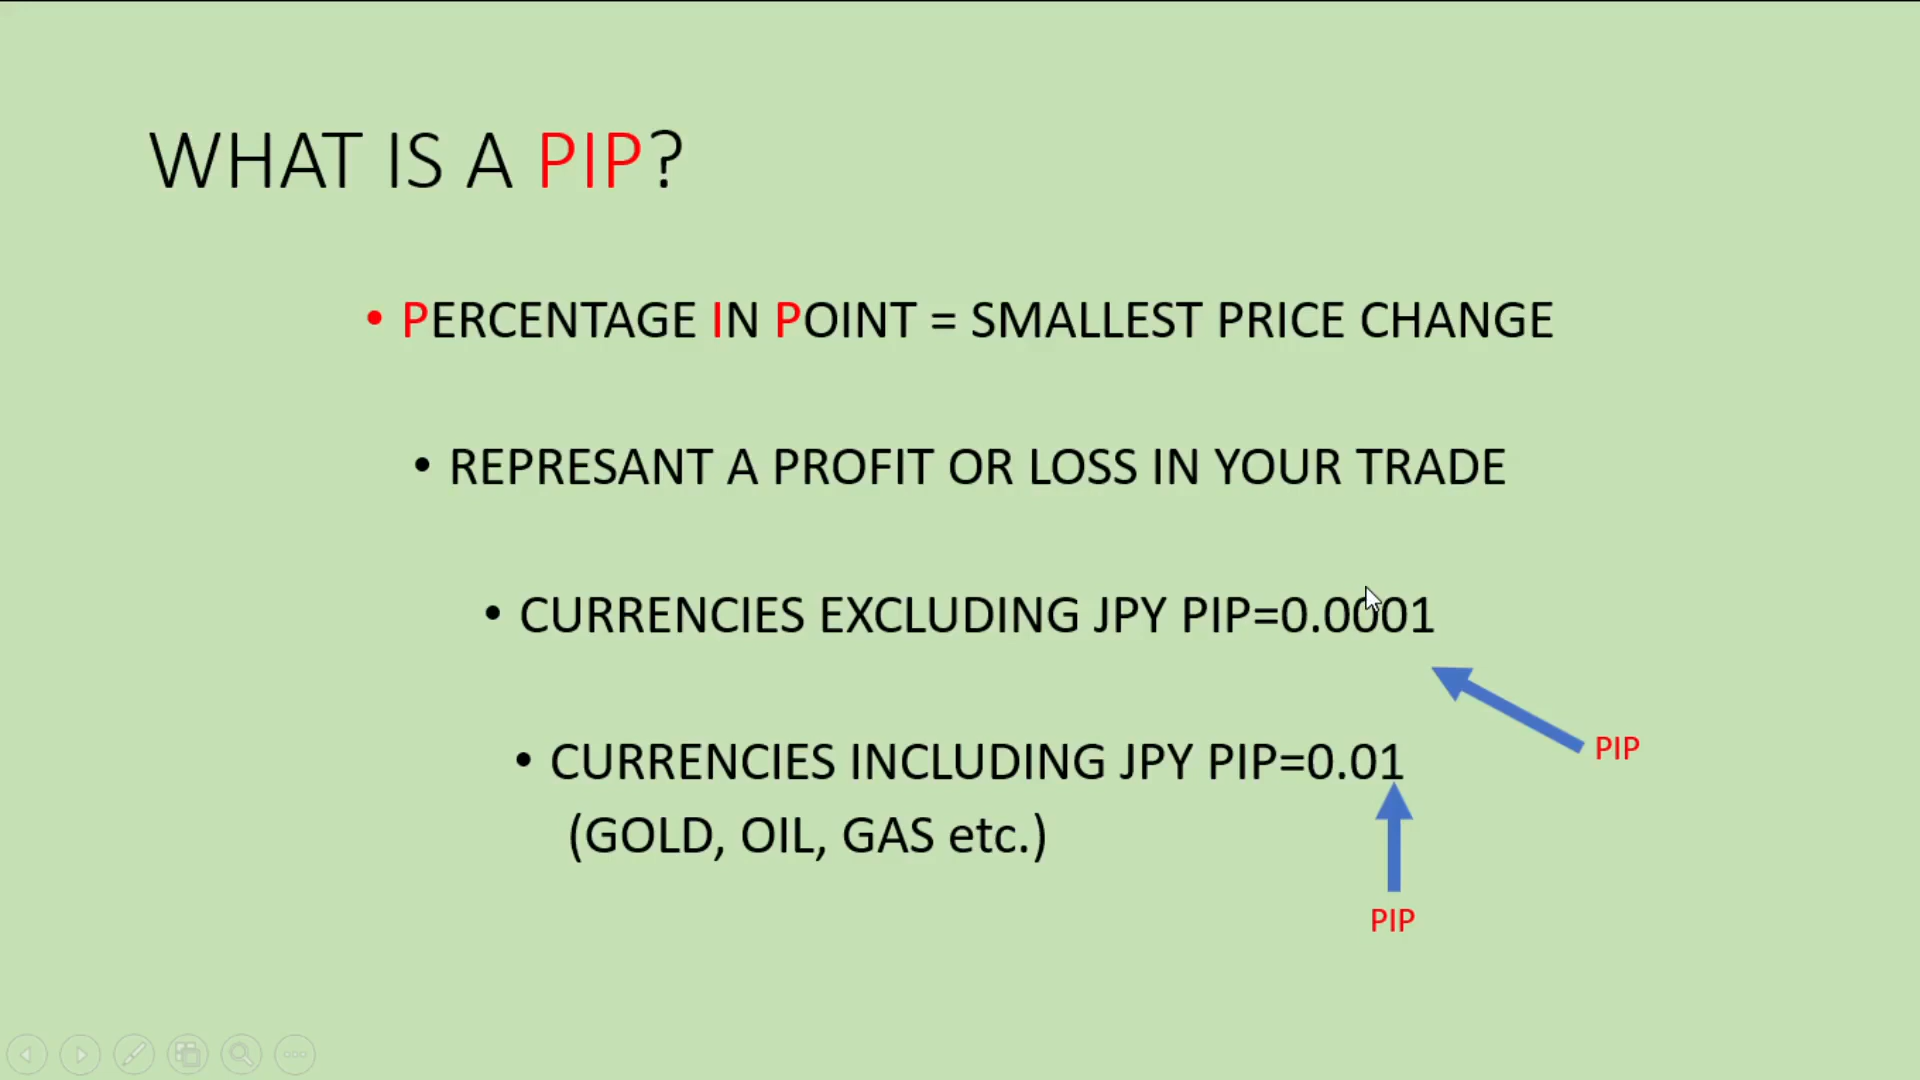 WHAT IS A PIP?
• PERCENTAGE IN POINT = SMALLEST PRICE CHANGE
• REPRESANT A PROFIT OR LOSS IN YOUR TRADE
• CURRENCIES EXCLUDING JPY PIP=0.0001
PIP
• CURRENCIES INCLUDING JPY PIP=0.01
(GOLD, OIL, GAS etc.)
PIP